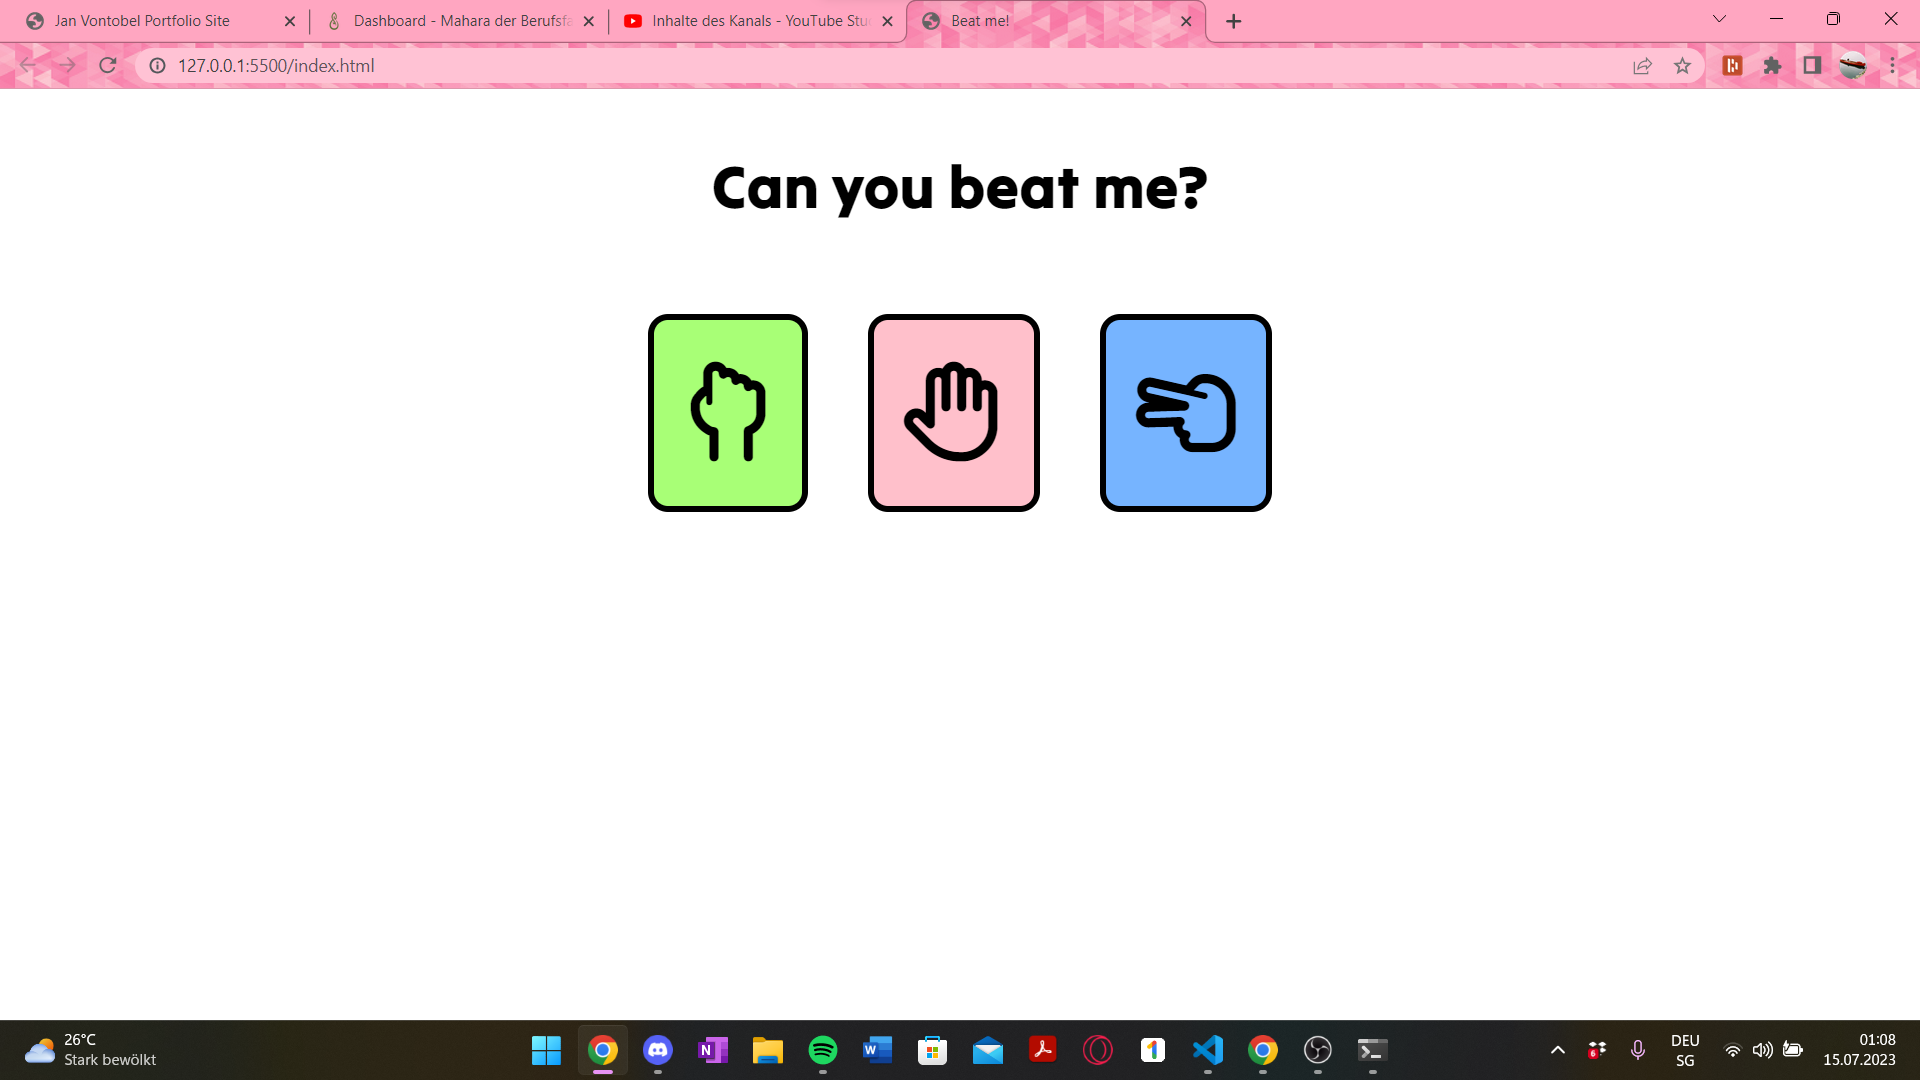 Jan Vontobel Portfolio Site
Dashboard - Mahara der Berufsfa
Inhalte des Kanals - YouTube Stu
Beat me!
127.0.0.1:5500/index.html
Can you beat me?
26°C
Stark bewölkt
DEU
SG
01:08
15.07.2023